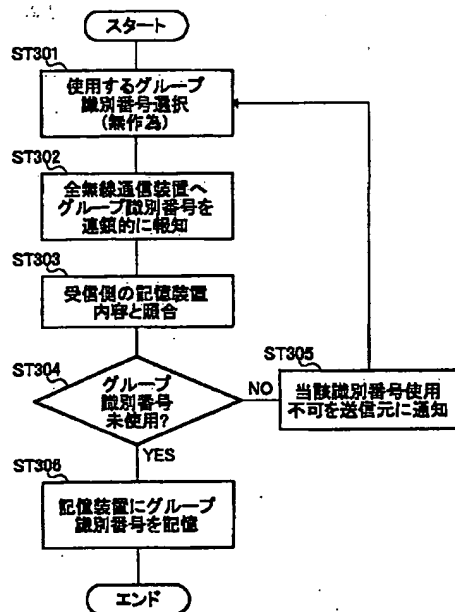 スタート
ST301
使用するグループ
識別番号選択
(無作為)
ST302
全無線通信装置へ
グループ識別番号を
連鎖的に報知
ST303
受信側の記憶装置
内容と照合
ST304
グループ
識別番号
未使用?
NO
ST305
当該識別番号使用
不可を送信元に通知
YES
ST306
記憶装置にグループ
識別番号を記憶
エンド